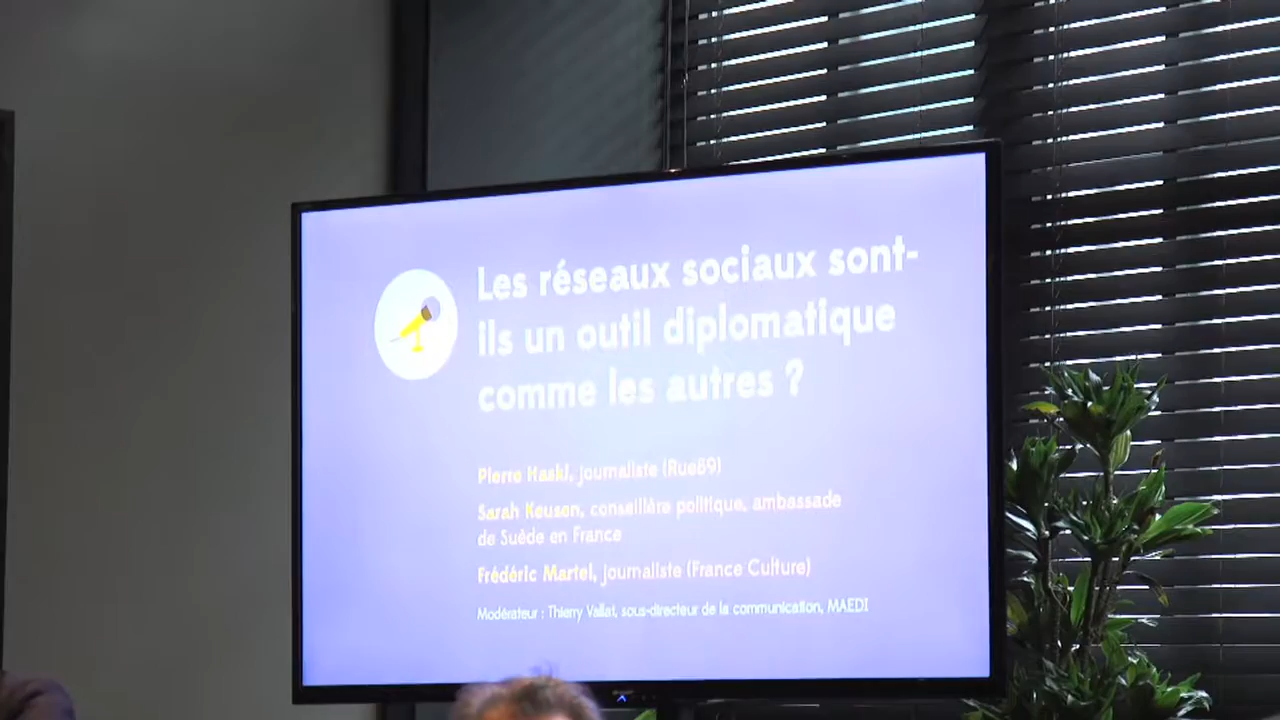 Les réseaux sociaux sont-
ils un outil diplomatique
comme les autres ?
Pierre Haski, journaliste (Rue89)
Sarah Keusen, conseillère politique, ambassade
de Suède en France
Frédéric Martel, journaliste (France Culture)
Modérateur : Thierry Vallat, sous-directeur de la communication, MAEDI